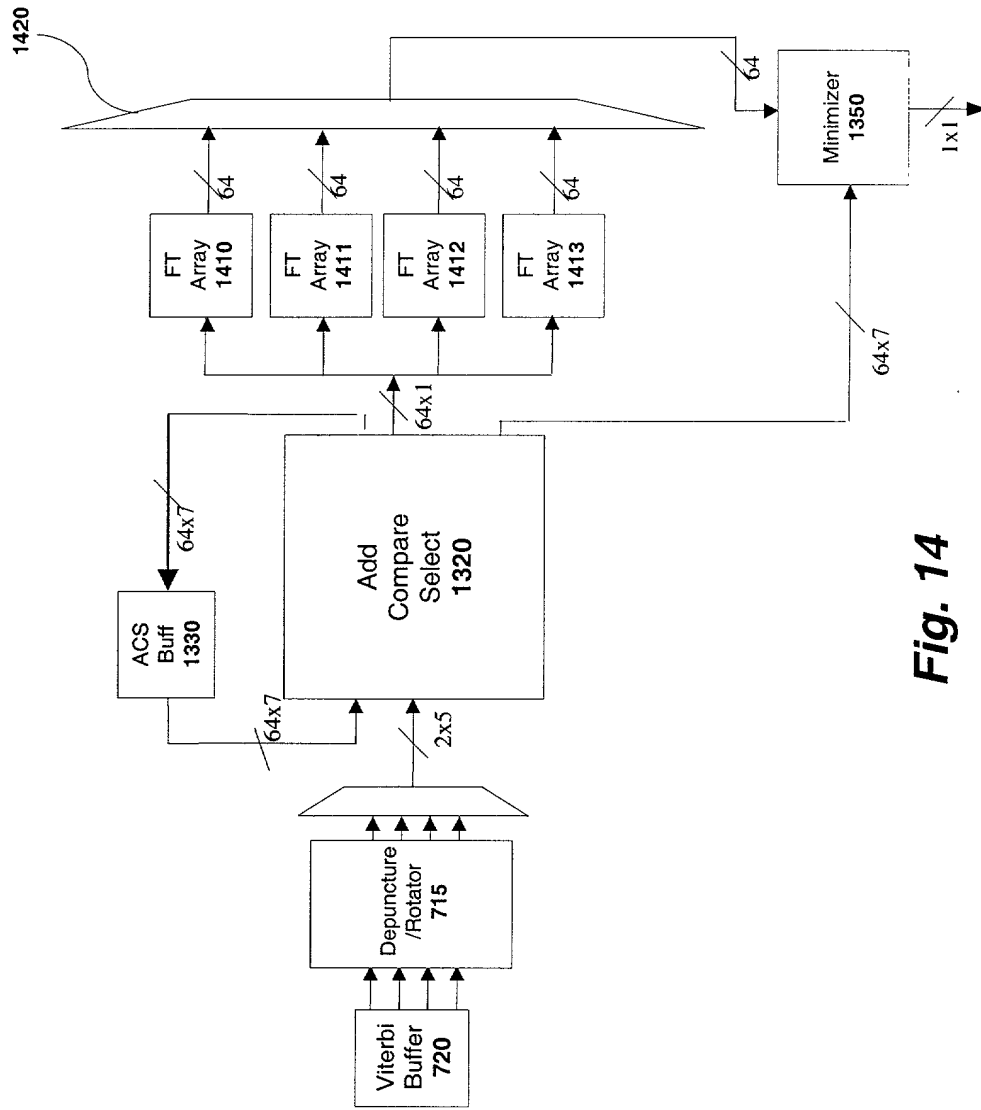 1420
64
64
64
64
64
FT
Array
1410
FT
Array
1411
FT
Array
1412
FT
Array
1413
Minimizer
1350
1x1
64x1
64x7
64x7
ACS
Buff
1330
64x7
Add
Compare
Select
1320
2x5
Depuncture
/Rotator
715
Viterbi
Buffer
720
Fig. 14